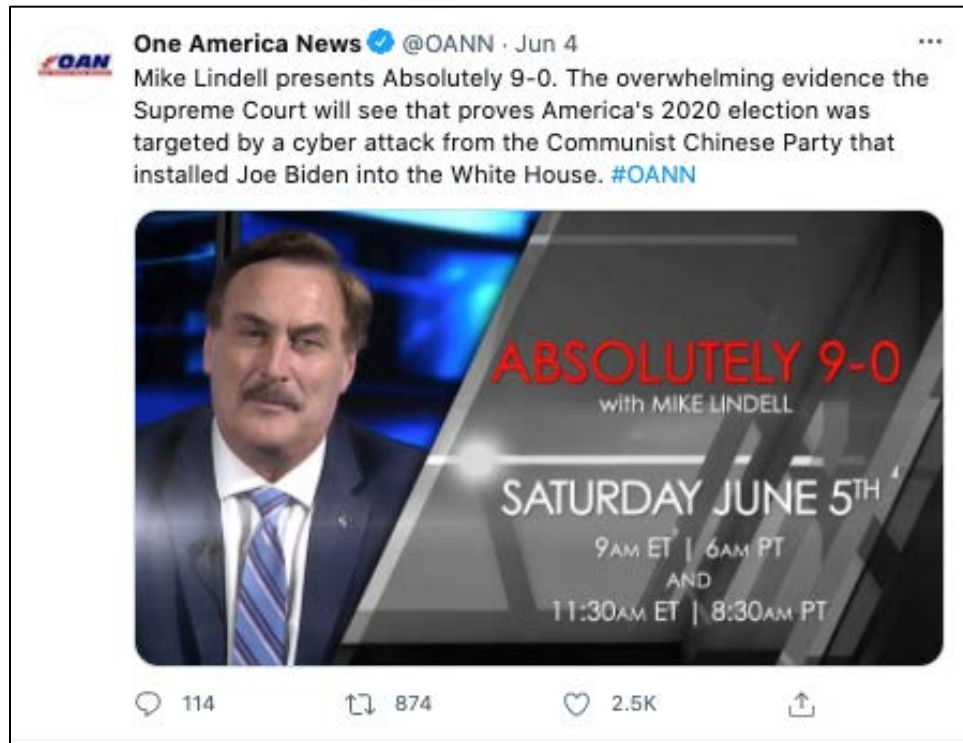 One America News @OANN · Jun 4 ...
OAN
Mike Lindell presents Absolutely 9-0. The overwhelming evidence the
Supreme Court will see that proves America's 2020 election was
targeted by a cyber attack from the Communist Chinese Party that
installed Joe Biden into the White House. #OANN
ABSOLUTELY 9-0
with MIKE LINDELL
SATURDAY JUNE 5TH
9AM ET | 6AM PT
AND
11:30AM ET | 8:30AM PT
114 874 2.5K